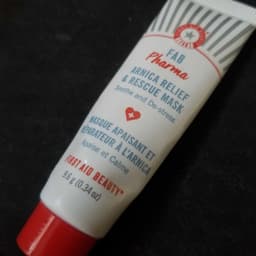 FAB
Pharma
ARNICA RELIEF
& RESCUE MASK
Soothe and De-stress
MASQUE APAISANT ET
RÉPARATEUR À L'ARNICA
Apaise et Calme
FIRST AID BEAUTY
9.6 g (0.34 oz)